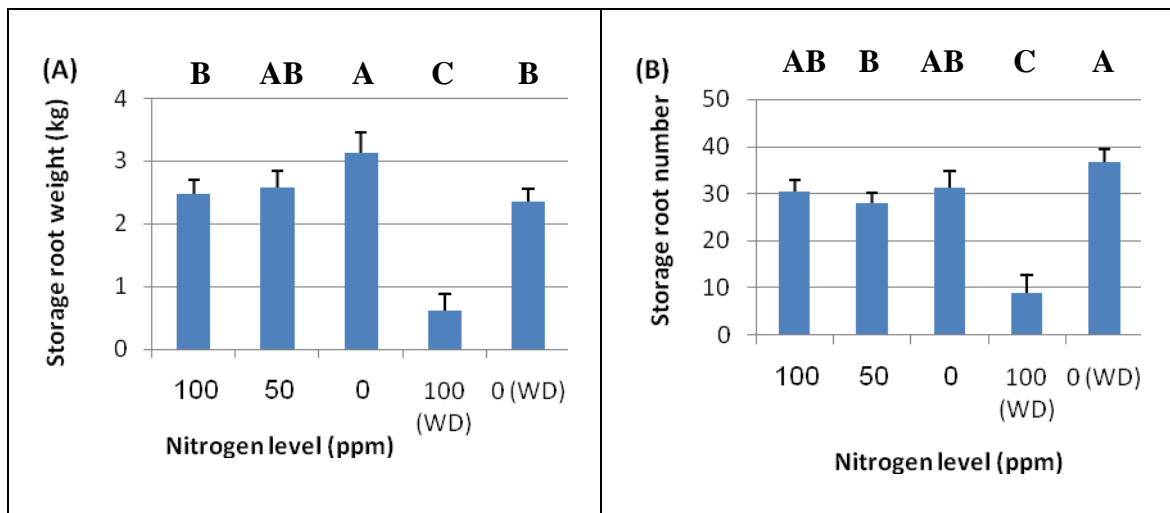 (A) B AB A C B
Storage root weight (kg)
4
3
2
1
0
100 50 0 100 (WD) 0 (WD)
Nitrogen level (ppm)
(B) AB B AB C A
Storage root number
50
40
30
20
10
0
100 50 0 100 (WD) 0 (WD)
Nitrogen level (ppm)